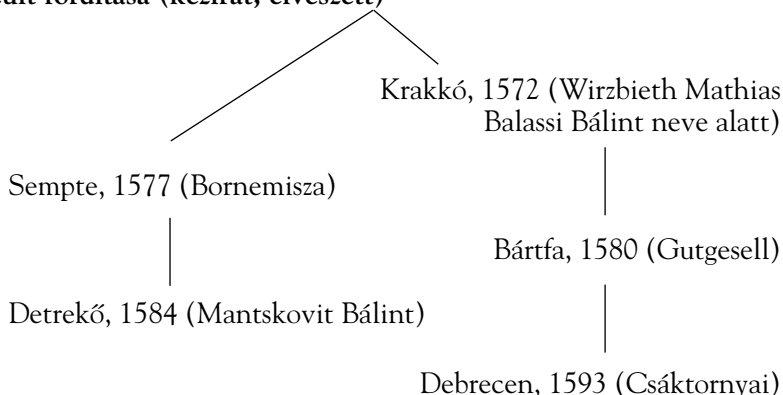 fordítása (kézirat, elveszett)
Krakkó, 1572 (Wirzbieth Mathias
Balassi Bálint neve alatt)
Sempte, 1577 (Bornemisza)
Bártfa, 1580 (Gutgesell)
Detrekő, 1584 (Mantskovit Bálint)
Debrecen, 1593 (Csáktornyai)